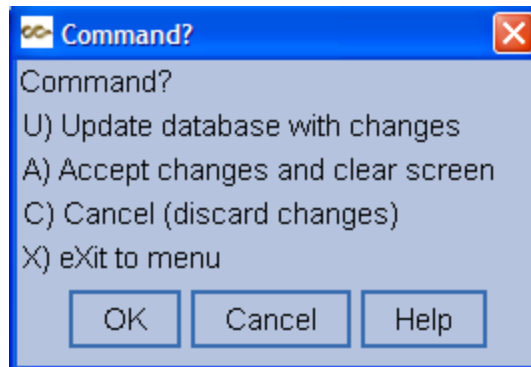 Command?
Command?
U) Update database with changes
A) Accept changes and clear screen
C) Cancel (discard changes)
X) eXit to menu
OK Cancel Help